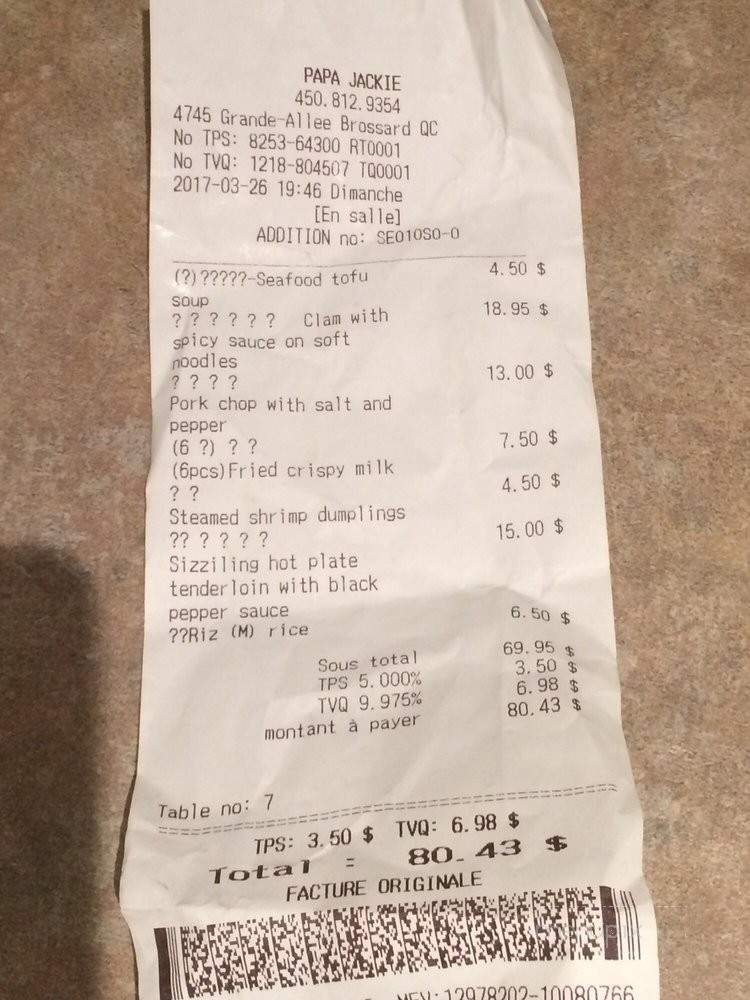 PAPA JACKIE
450.812.9354
4745 Grande-Allee Brossard QC
No TPS: 8253-64300 RT0001
No TVQ: 1218-804507 TQ0001
2017-03-26 19:46 Dimanche
[En salle]
ADDITION no: SE010S0-0
(?)?????-Seafood tofu 4.50 $
soup
? ? ? ? ? ? Clam with 18.95 $
spicy sauce on soft
noodles
? ? ? ? 13.00 $
Pork chop with salt and
pepper
(6 ?) ? ? 7.50 $
(6pcs)Fried crispy milk
? ? 4.50 $
Steamed shrimp dumplings
?? ? ? ? ? 15.00 $
Sizziling hot plate
tenderloin with black
pepper sauce
??Riz (M) rice 6.50 $
Sous total 69.95 $
TPS 5.000% 3.50 $
TVQ 9.975% 6.98 $
montant à payer 80.43 $
Table no: 7
TPS: 3.50 $ TVQ: 6.98 $
Total = 80.43 $
FACTURE ORIGINALE
MEV:12978202-10080766